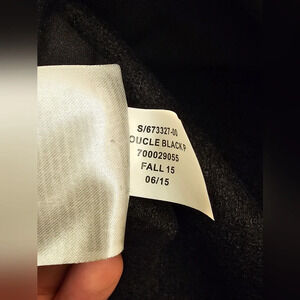 S/673327-00
OUCLE BLACK P
700029055
FALL 15
06/15